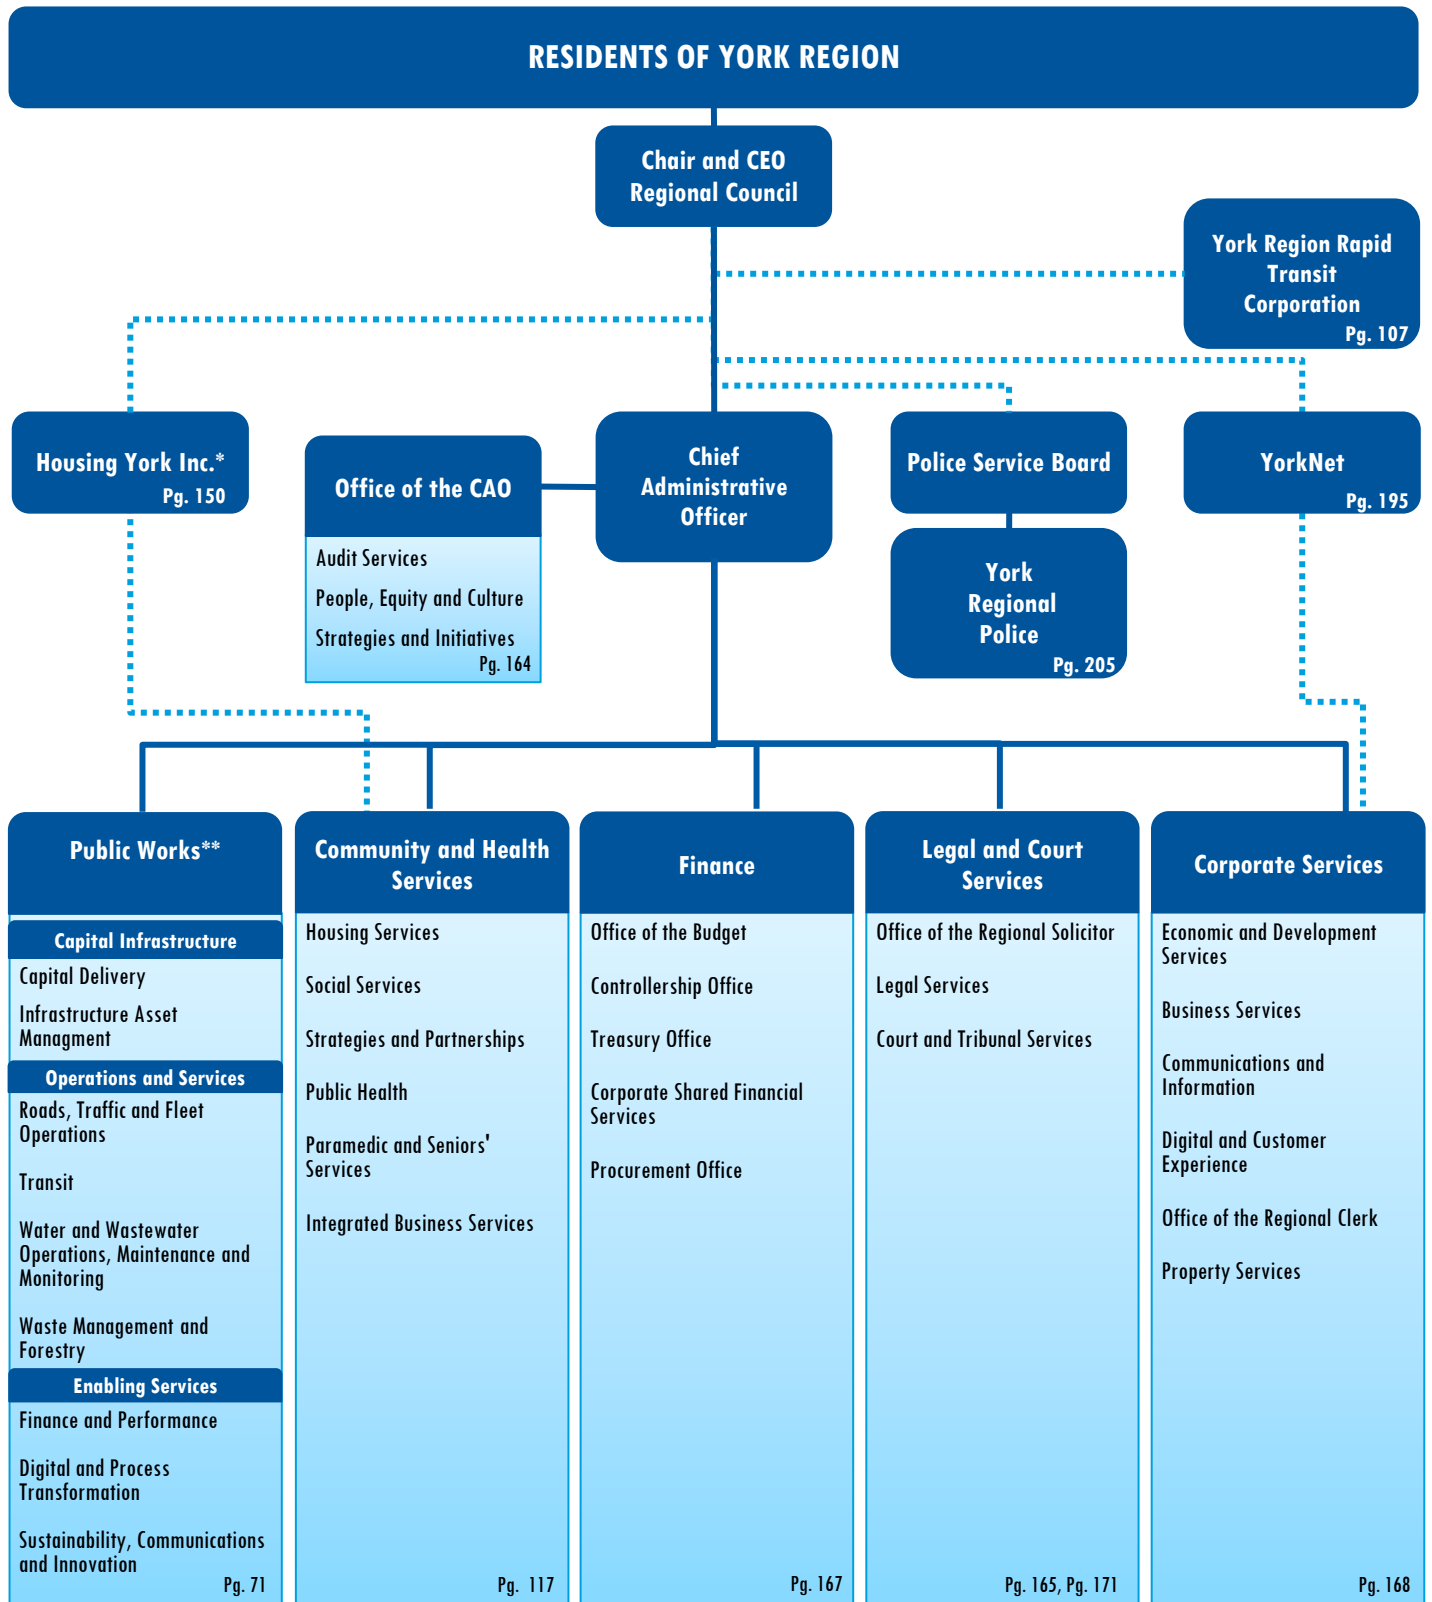 RESIDENTS OF YORK REGION
Chair and CEO
Regional Council
York Region Rapid
Transit
Corporation
Pg. 107
Housing York Inc.*
Pg. 150
Office of the CAO
Audit Services
People, Equity and Culture
Strategies and Initiatives
Pg. 164
Chief
Administrative
Officer
Police Service Board
York
Regional
Police
Pg. 205
YorkNet
Pg. 195
Public Works**
Capital Infrastructure
Capital Delivery
Infrastructure Asset
Managment
Operations and Services
Roads, Traffic and Fleet
Operations
Transit
Water and Wastewater
Operations, Maintenance and
Monitoring
Waste Management and
Forestry
Enabling Services
Finance and Performance
Digital and Process
Transformation
Sustainability, Communications
and Innovation
Pg. 71
Community and Health
Services
Housing Services
Social Services
Strategies and Partnerships
Public Health
Paramedic and Seniors'
Services
Integrated Business Services
Pg. 117
Finance
Office of the Budget
Controllership Office
Treasury Office
Corporate Shared Financial
Services
Procurement Office
Pg. 167
Legal and Court
Services
Office of the Regional Solicitor
Legal Services
Court and Tribunal Services
Pg. 165, Pg. 171
Corporate Services
Economic and Development
Services
Business Services
Communications and
Information
Digital and Customer
Experience
Office of the Regional Clerk
Property Services
Pg. 168